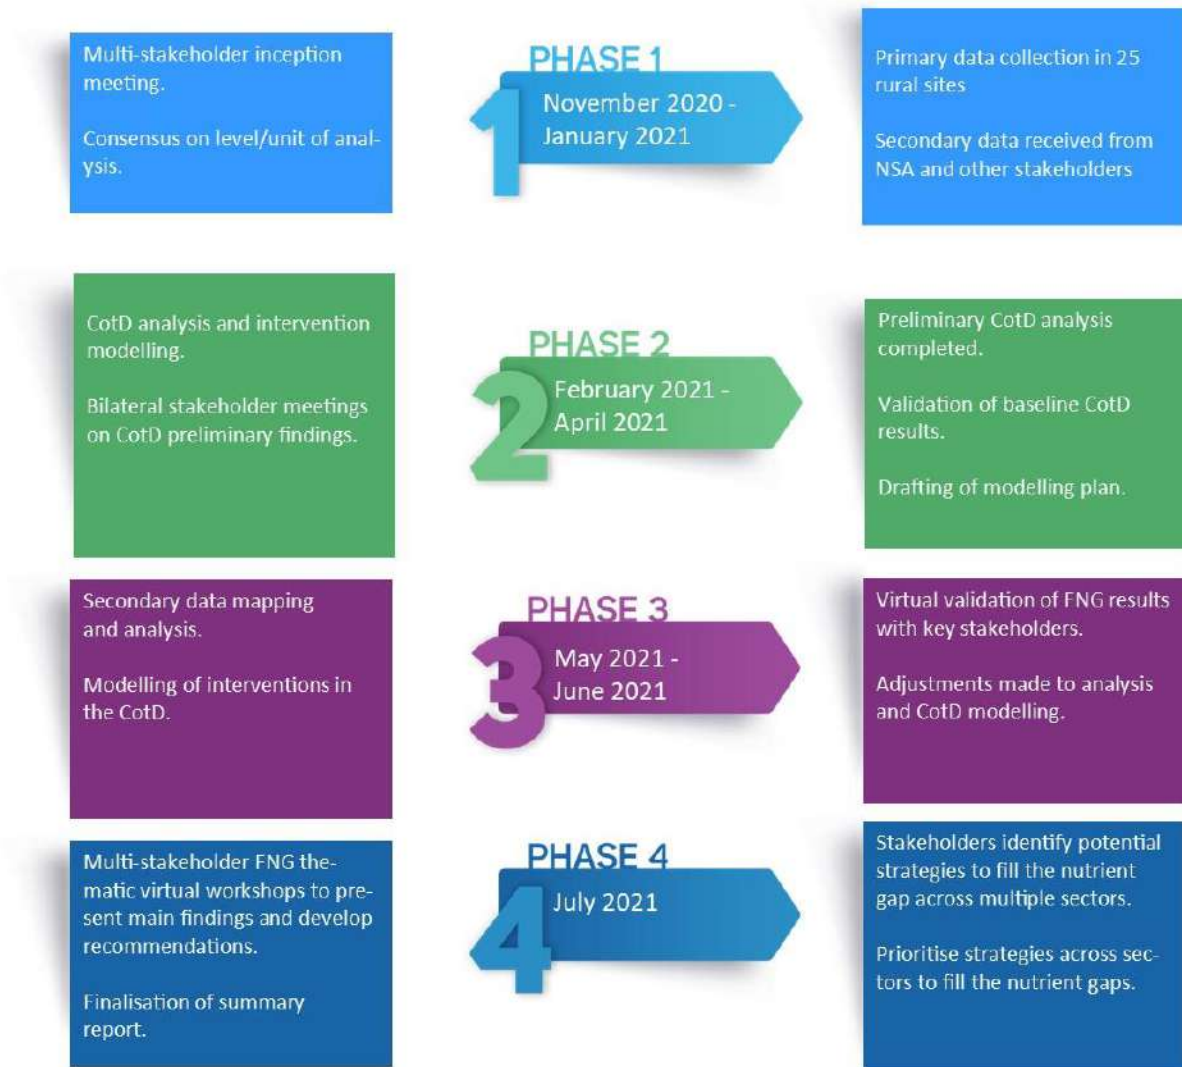 Multi-stakeholder inception
meeting.
Consensus on level/unit of anal-
ysis.
PHASE 1
1
November 2020 -
January 2021
Primary data collection in 25
rural sites
Secondary data received from
NSA and other stakeholders
CotD analysis and intervention
modelling.
Bilateral stakeholder meetings
on CotD preliminary findings.
PHASE 2
2
February 2021 -
April 2021
Preliminary CotD analysis
completed.
Validation of baseline CotD
results.
Drafting of modelling plan.
Secondary data mapping
and analysis.
Modelling of interventions in
the CotD.
PHASE 3
3
May 2021 -
June 2021
Virtual validation of FNG results
with key stakeholders.
Adjustments made to analysis
and CotD modelling.
Multi-stakeholder FNG the-
matic virtual workshops to pre-
sent main findings and develop
recommendations.
Finalisation of summary
report.
PHASE 4
4
July 2021
Stakeholders identify potential
strategies to fill the nutrient
gap across multiple sectors.
Prioritise strategies across sec-
tors to fill the nutrient gaps.